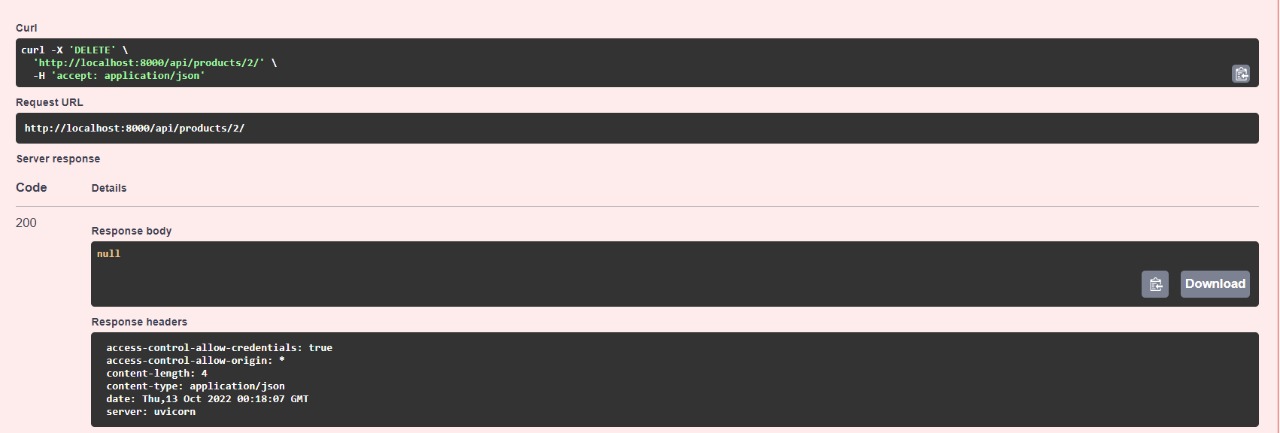 Curl
curl -X 'DELETE' \
'http://localhost:8000/api/products/2/' \
-H 'accept: application/json'
Request URL
http://localhost:8000/api/products/2/
Server response
Code Details
200
Response body
null
Download
Response headers
access-control-allow-credentials: true
access-control-allow-origin: *
content-length: 4
content-type: application/json
date: Thu,13 Oct 2022 00:18:07 GMT
server: uvicorn